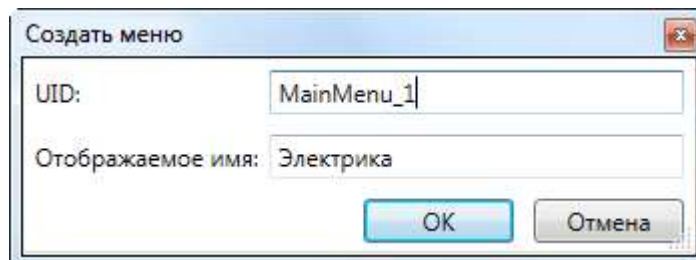 Создать меню
UID: MainMenu_1
Отображаемое имя: Электрика
OK Отмена